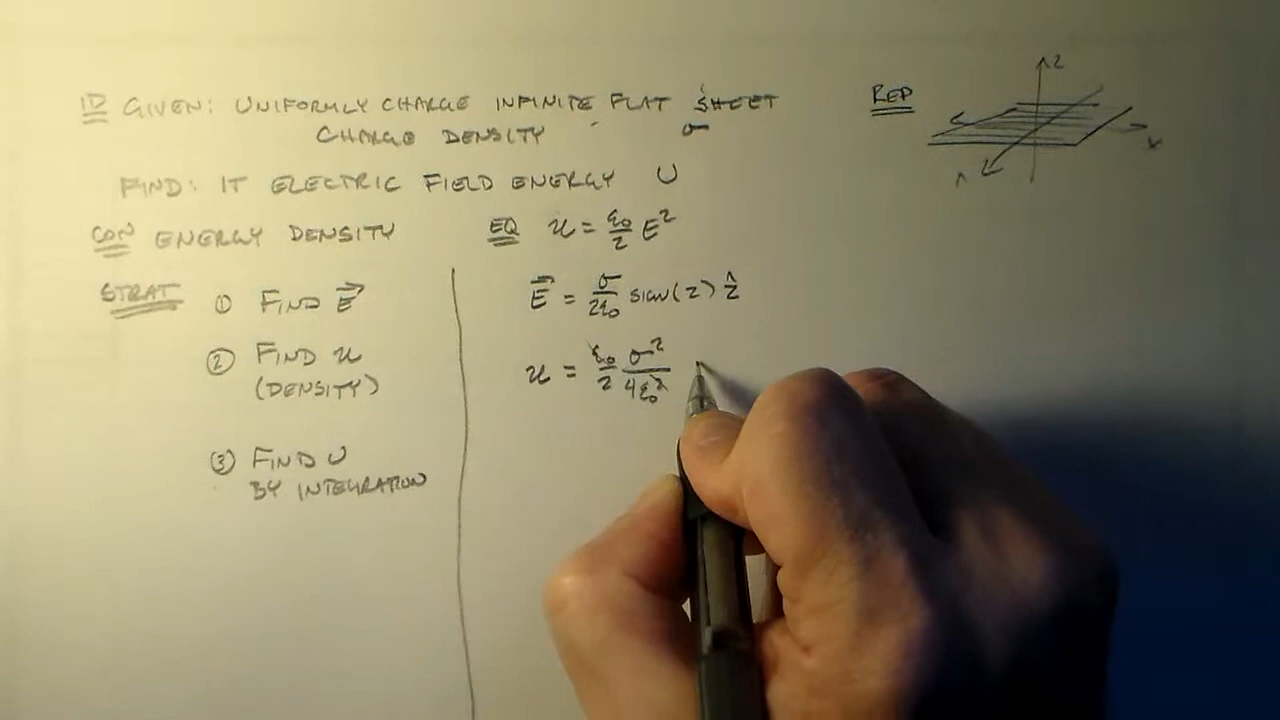 ID GIVEN: UNIFORMLY CHARGE INFINITE FLAT SHEET
CHARGE DENSITY σ
FIND: IT ELECTRIC FIELD ENERGY U
CON ENERGY DENSITY
STRAT ① FIND E⃗
② FIND u
(DENSITY)
③ FIND U
BY INTEGRATION
EQ u = ε₀/2 E²
E⃗ = σ/2ε₀ SIGN(z) ẑ
u = ε₀/2 σ²/4ε₀²
REP
z
x